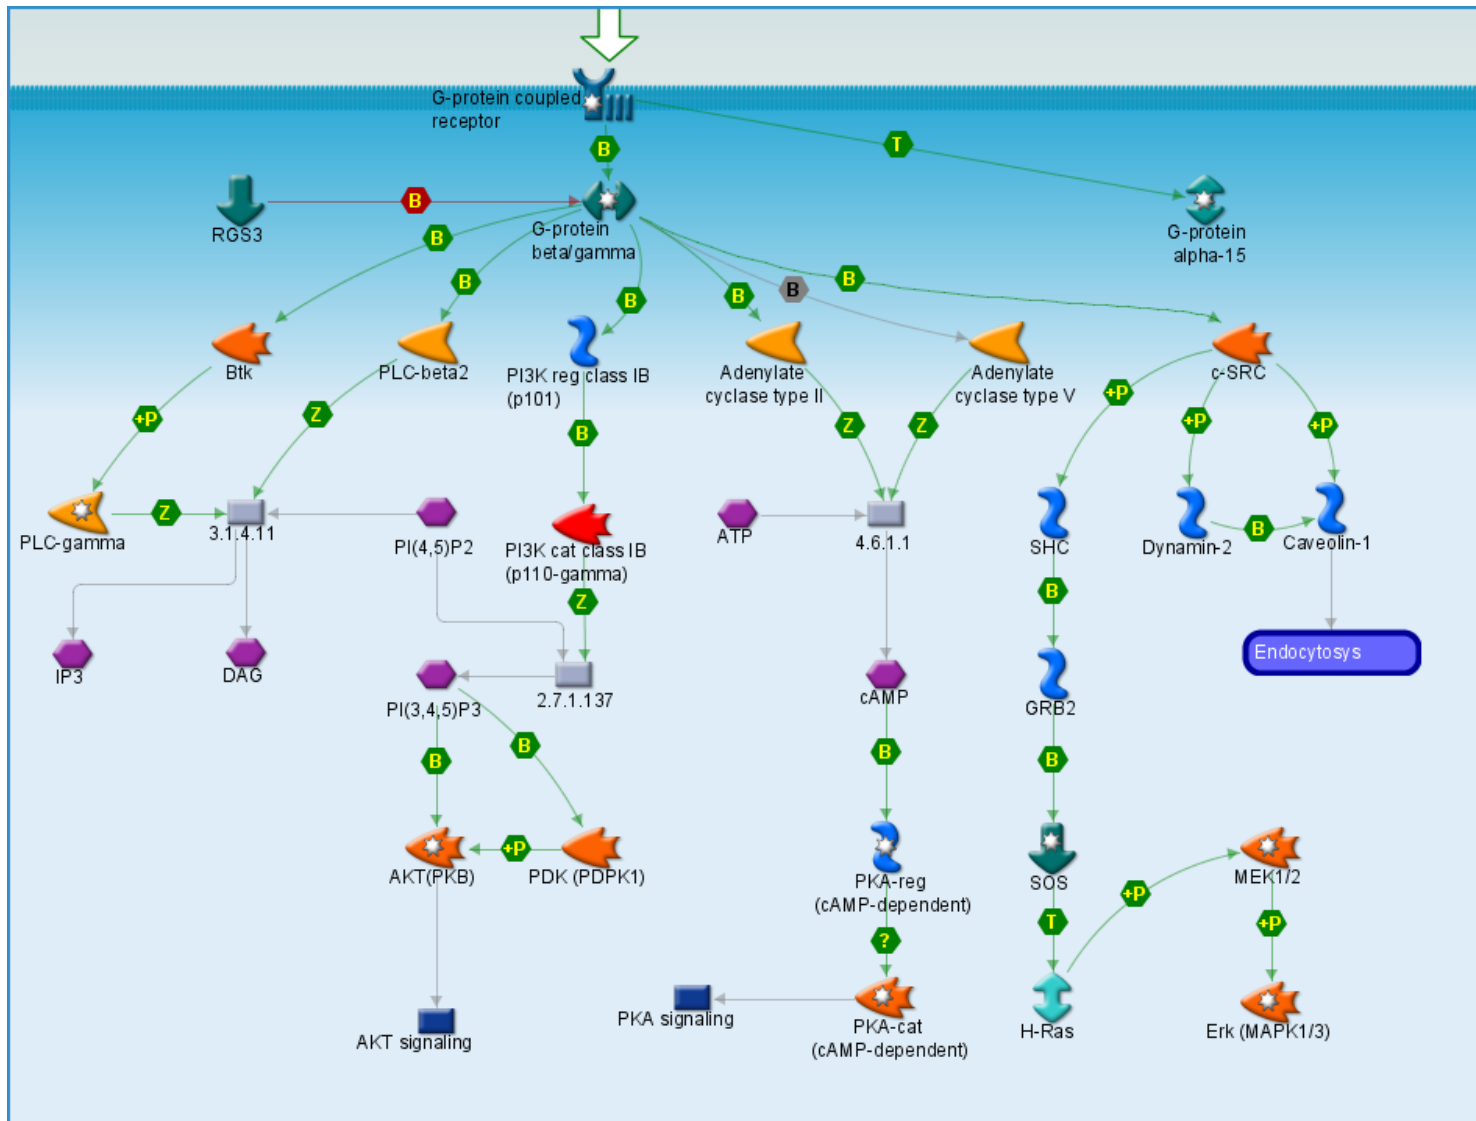 G-protein coupled
receptor
B
T
RGS3
B
G-protein
beta/gamma
G-protein
alpha-15
B
B
B
B
B
B
Btk
PLC-beta2
PI3K reg class IB
(p101)
Adenylate
cyclase type II
Adenylate
cyclase type V
c-SRC
+P
Z
B
Z
Z
+P
+P
+P
PLC-gamma
Z
3.1.4.11
PI(4,5)P2
PI3K cat class IB
(p110-gamma)
ATP
4.6.1.1
SHC
Dynamin-2
B
Caveolin-1
Z
B
IP3
DAG
PI(3,4,5)P3
2.7.1.137
cAMP
GRB2
Endocytosys
B
B
B
B
AKT(PKB)
+P
PDK (PDPK1)
PKA-reg
(cAMP-dependent)
SOS
MEK1/2
+P
?
T
+P
AKT signaling
PKA signaling
PKA-cat
(cAMP-dependent)
H-Ras
Erk (MAPK1/3)